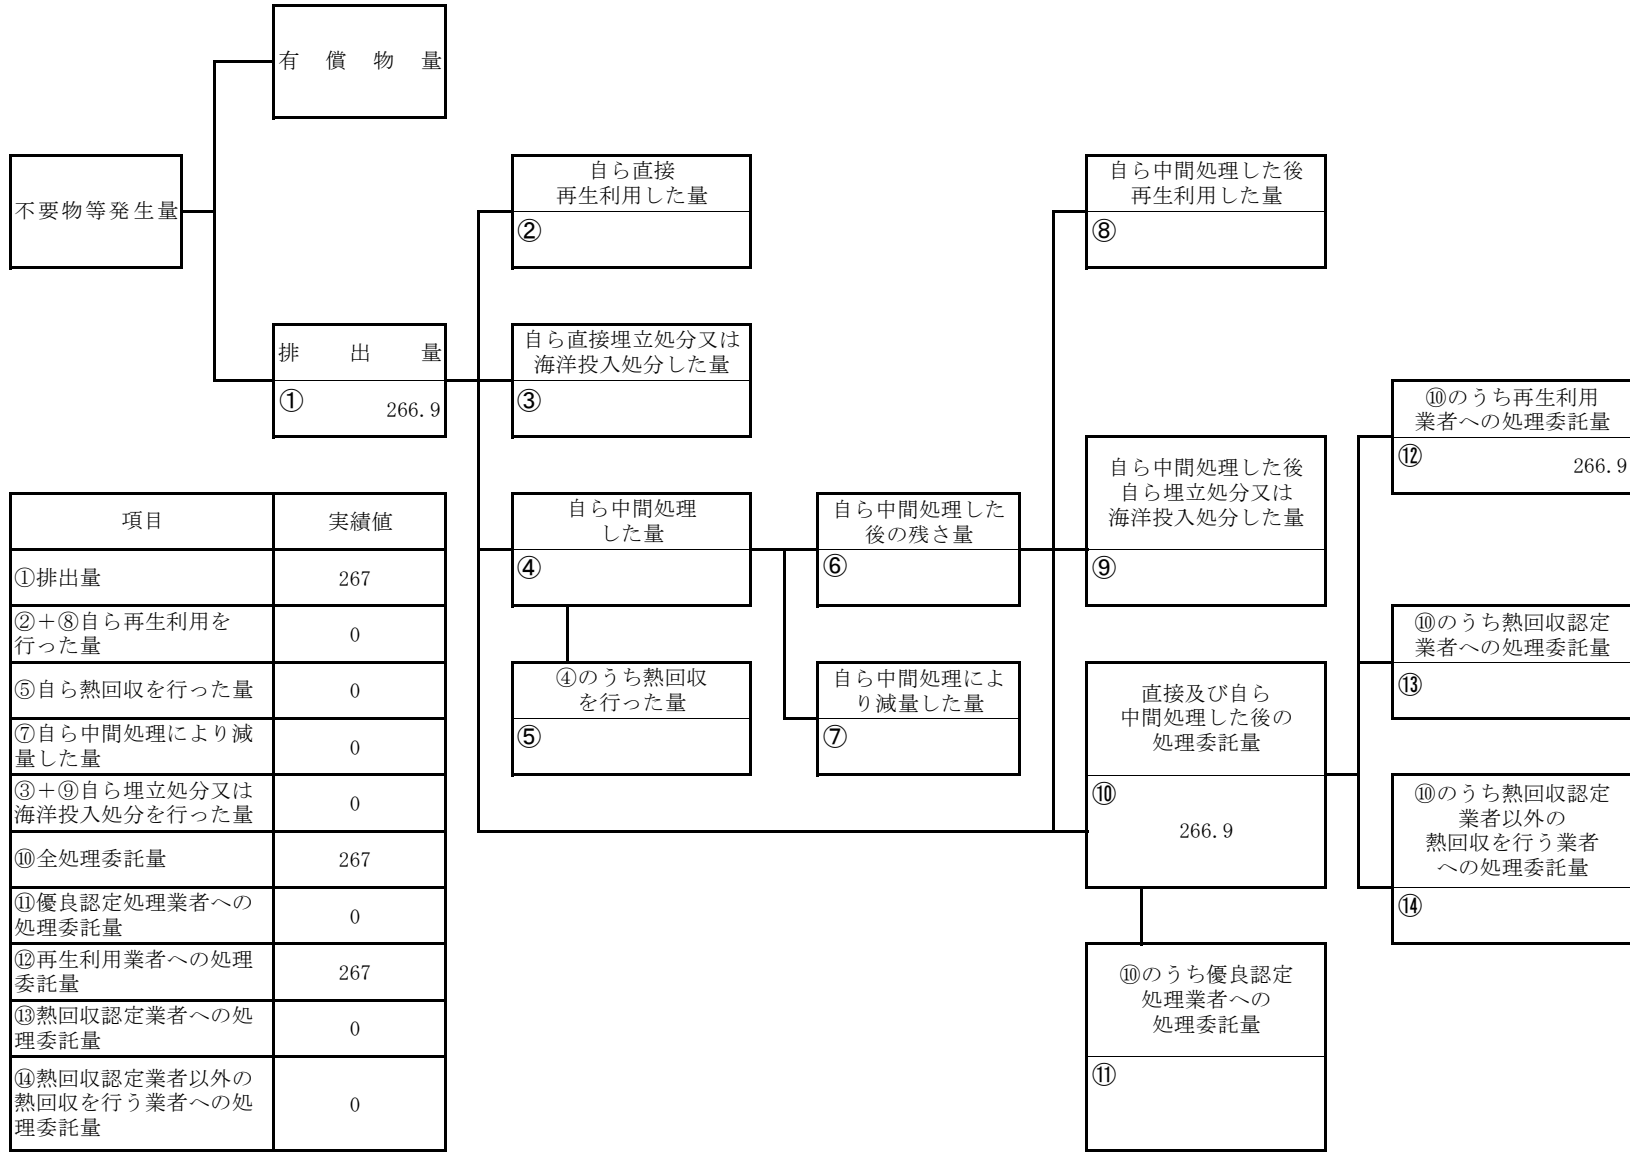 有償物量
不要物等発生量
排出量
①
266.9
自ら直接
再生利用した量
②
自ら直接埋立処分又は
海洋投入処分した量
③
自ら中間処理
した量
④
④のうち熱回収
を行った量
⑤
自ら中間処理した
後の残さ量
⑥
自ら中間処理によ
り減量した量
⑦
自ら中間処理した後
再生利用した量
⑧
自ら中間処理した後
自ら埋立処分又は
海洋投入処分した量
⑨
直接及び自ら
中間処理した後の
処理委託量
⑩
266.9
⑩のうち優良認定
処理業者への
処理委託量
⑪
⑩のうち再生利用
業者への処理委託量
⑫
266.9
⑩のうち熱回収認定
業者への処理委託量
⑬
⑩のうち熱回収認定
業者以外の
熱回収を行う業者
への処理委託量
⑭
項目 実績値
①排出量 267
②＋⑧自ら再生利用を
行った量 0
⑤自ら熱回収を行った量 0
⑦自ら中間処理により減
量した量 0
③＋⑨自ら埋立処分又は
海洋投入処分を行った量 0
⑩全処理委託量 267
⑪優良認定処理業者への
処理委託量 0
⑫再生利用業者への処理
委託量 267
⑬熱回収認定業者への処
理委託量 0
⑭熱回収認定業者以外の
熱回収を行う業者への処
理委託量 0